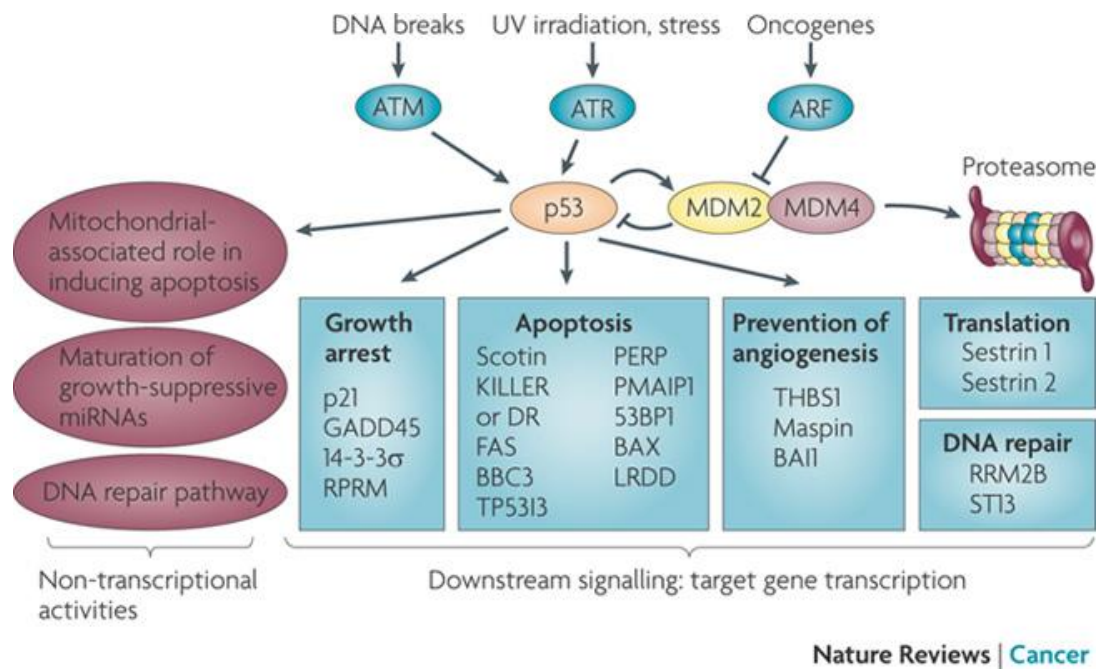 DNA breaks
UV irradiation, stress
Oncogenes
ATM
ATR
ARF
p53
MDM2
MDM4
Proteasome
Mitochondrial-
associated role in
inducing apoptosis
Maturation of
growth-suppressive
miRNAs
DNA repair pathway
Growth
arrest
p21
GADD45
14-3-3σ
RPRM
Apoptosis
Scotin
KILLER
or DR
FAS
BBC3
TP53I3
PERP
PMAIP1
53BP1
BAX
LRDD
Prevention of
angiogenesis
THBS1
Maspin
BAI1
Translation
Sestrin 1
Sestrin 2
DNA repair
RRM2B
ST13
Non-transcriptional
activities
Downstream signalling: target gene transcription
Nature Reviews | Cancer